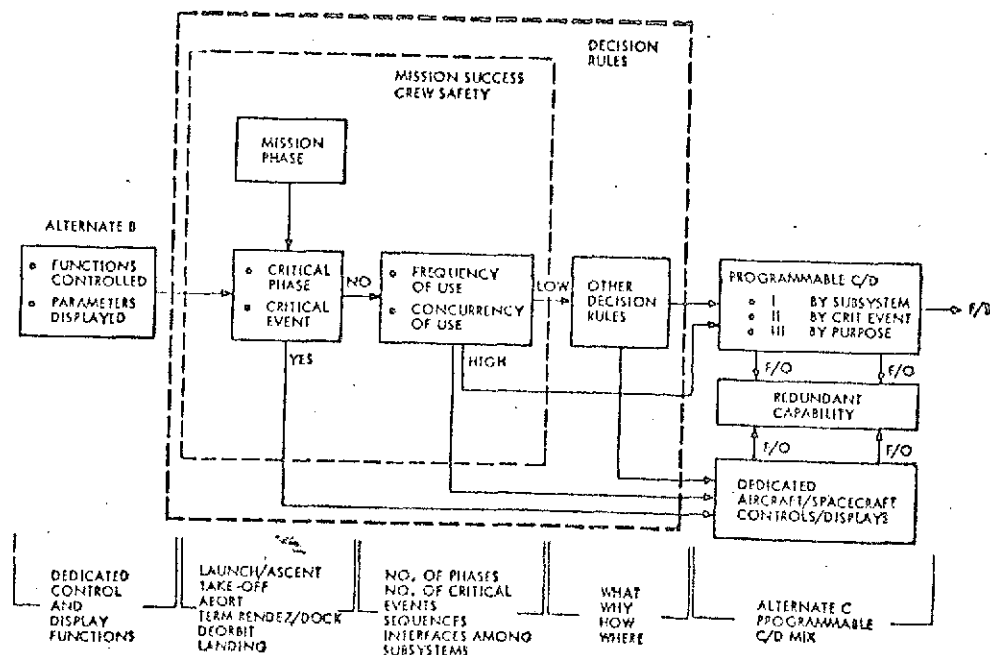 DECISION
RULES
MISSION SUCCESS
CREW SAFETY
MISSION
PHASE
ALTERNATE B
• FUNCTIONS
CONTROLLED
• PARAMETERS
DISPLAYED
• CRITICAL
PHASE
• CRITICAL
EVENT
NO
YES
• FREQUENCY
OF USE
• CONCURRENCY
OF USE
LOW
HIGH
OTHER
DECISION
RULES
PROGRAMMABLE C/D
• I BY SUBSYSTEM
• II BY CRIT EVENT
• III BY PURPOSE
F/O F/O
REDUNDANT
CAPABILITY
F/O F/O
DEDICATED
AIRCRAFT/SPACECRAFT
CONTROLS/DISPLAYS
DEDICATED
CONTROL
AND
DISPLAY
FUNCTIONS
LAUNCH/ASCENT
TAKE-OFF
ABORT
TERM RENDEZ/DOCK
DEORBIT
LANDING
NO. OF PHASES
NO. OF CRITICAL
EVENTS
SEQUENCES
INTERFACES AMONG
SUBSYSTEMS
WHAT
WHY
HOW
WHERE
ALTERNATE C
PROGRAMMABLE
C/D MIX